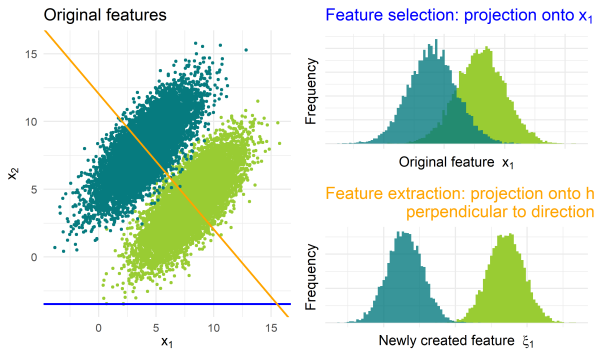 Original features
15
10
5
0
x2
0
5
10
15
x1
Feature selection: projection onto x1
Frequency
Original feature x1
Feature extraction: projection onto h
perpendicular to direction
Frequency
Newly created feature ξ1